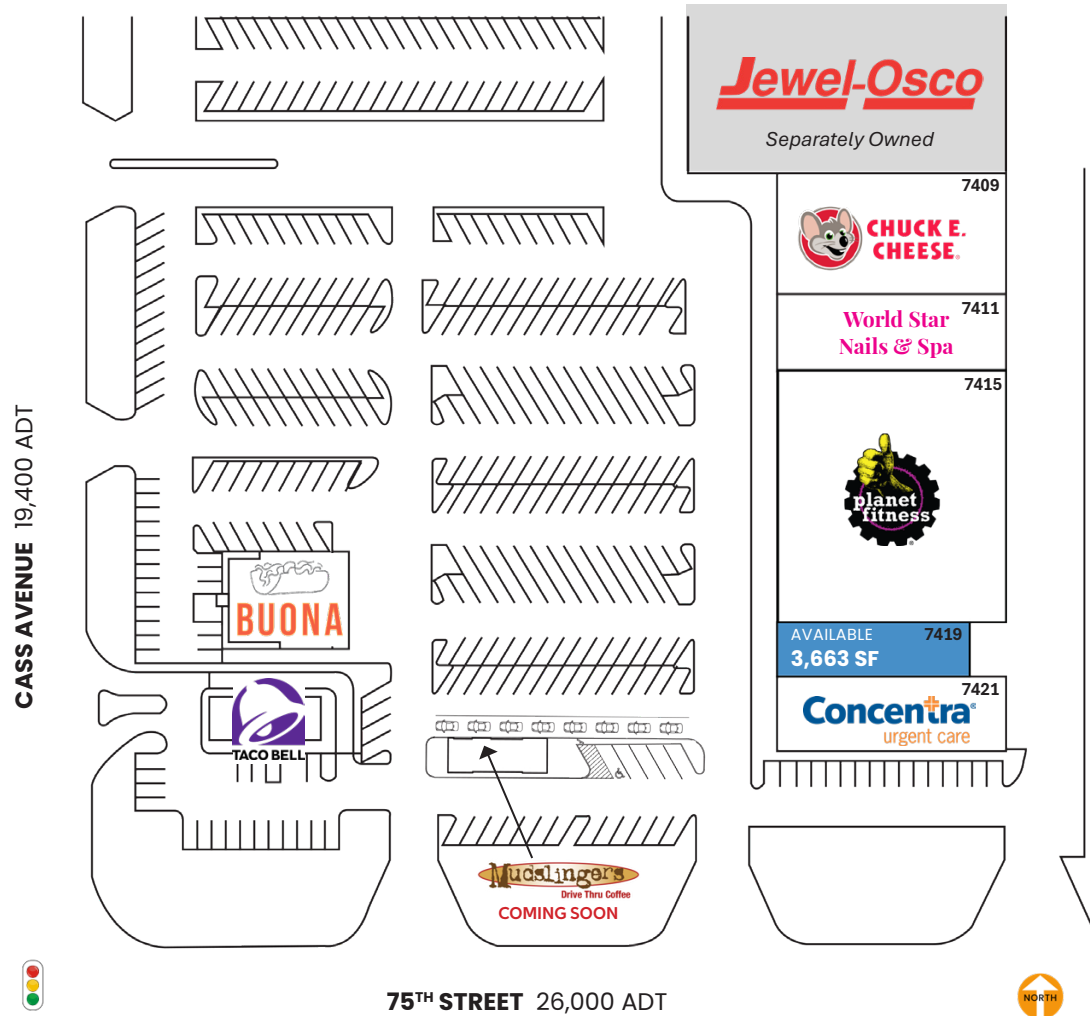 Jewel-Osco
Separately Owned
7409
CHUCK E.
CHEESE®
7411
World Star
Nails & Spa
7415
planet
fitness®
AVAILABLE 7419
3,663 SF
7421
Concentra®
urgent care
BUONA
TACO BELL
Mudslingers
Drive Thru Coffee
COMING SOON
CASS AVENUE 19,400 ADT
75TH STREET 26,000 ADT
NORTH